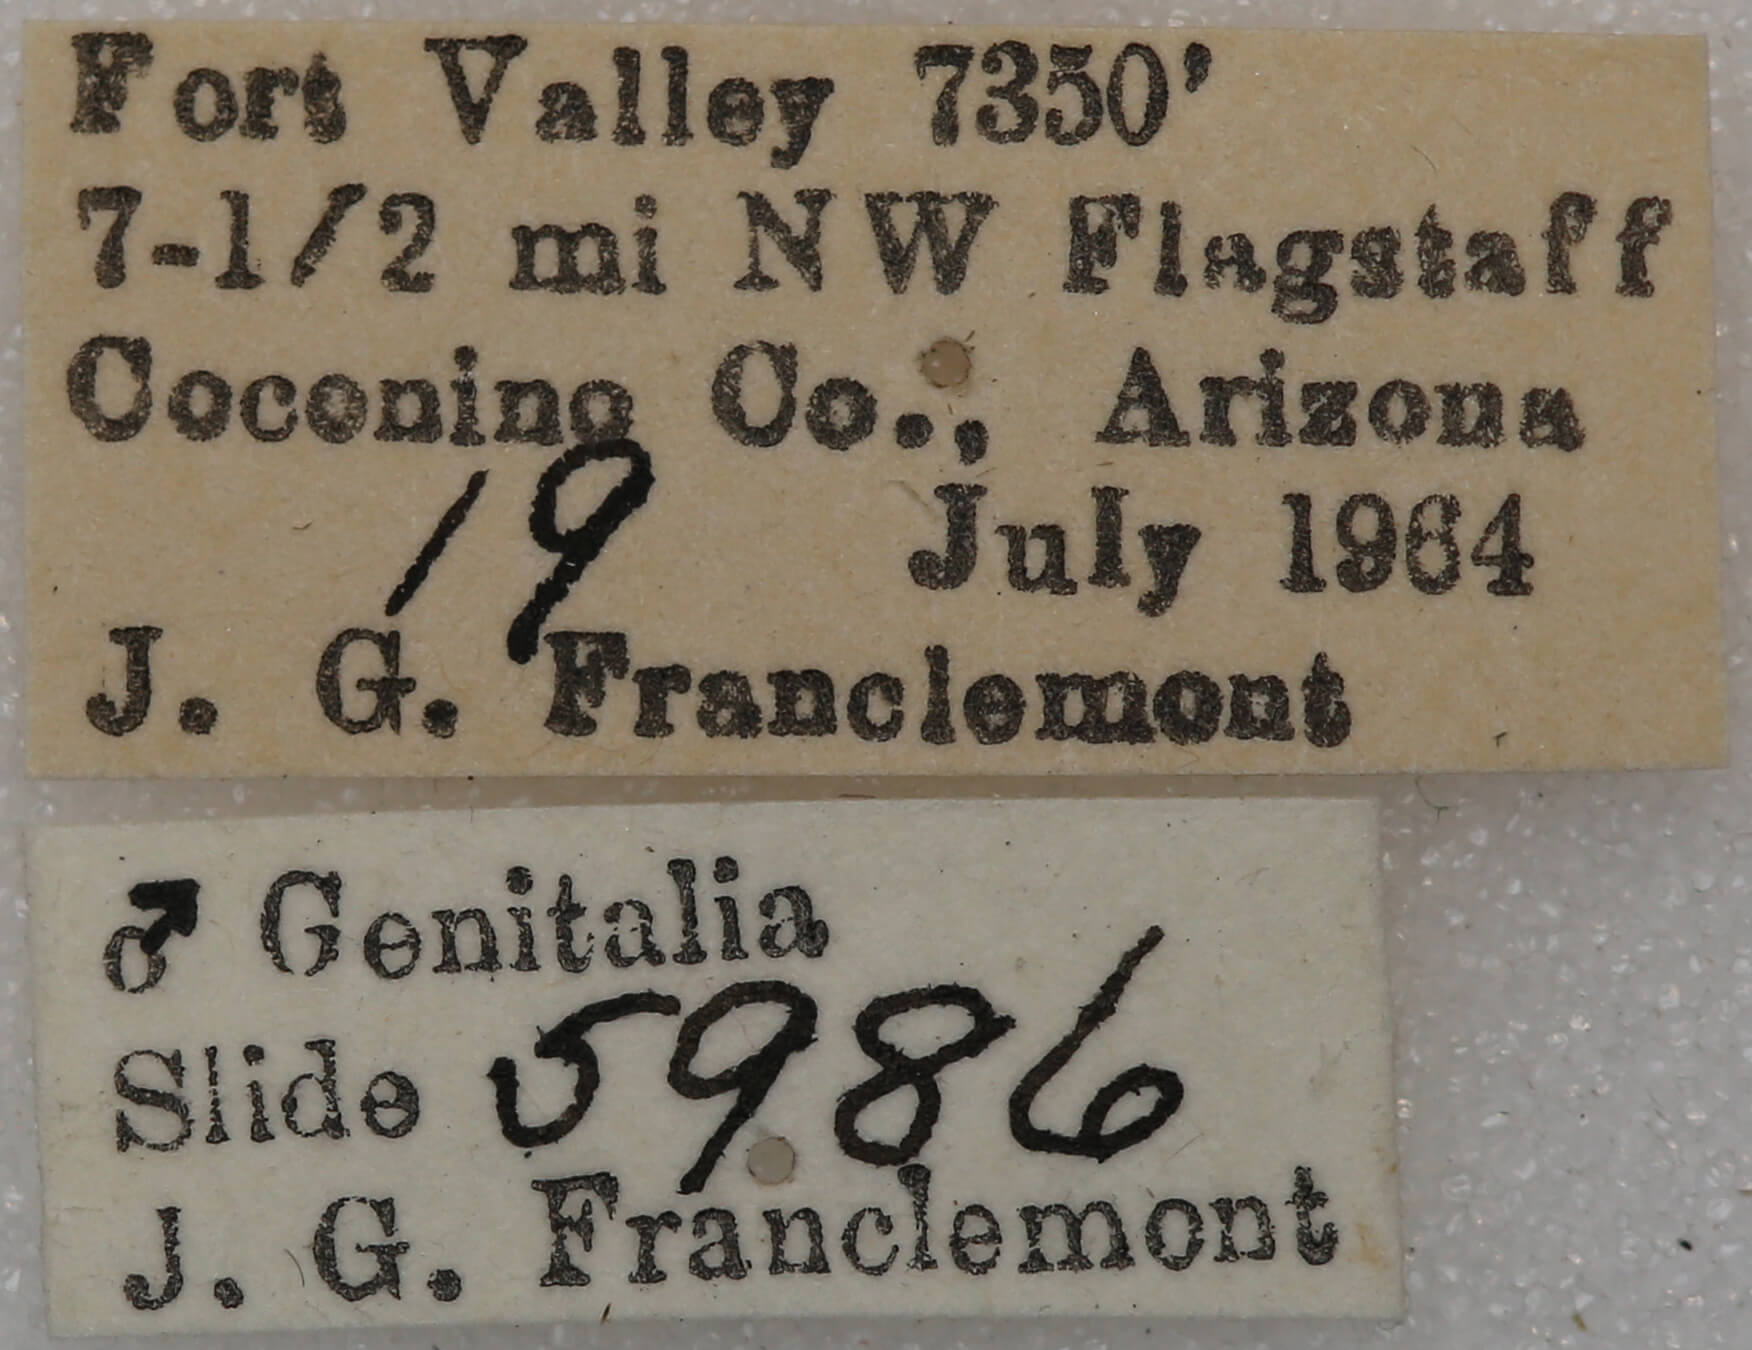 Fort Valley 7350'
7-1/2 mi NW Flagstaff
Coconino Co., Arizona
19 July 1964
J. G. Franclemont
♂ Genitalia
Slide 5986
J. G. Franclemont